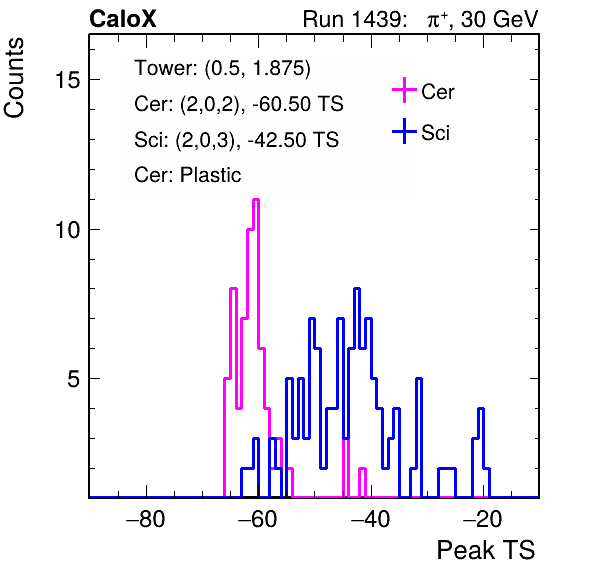 CaloX Run 1439: π⁺, 30 GeV
Counts
Tower: (0.5, 1.875)
Cer: (2,0,2), -60.50 TS
Sci: (2,0,3), -42.50 TS
Cer: Plastic
Cer
Sci
15
10
5
−80 −60 −40 −20
Peak TS